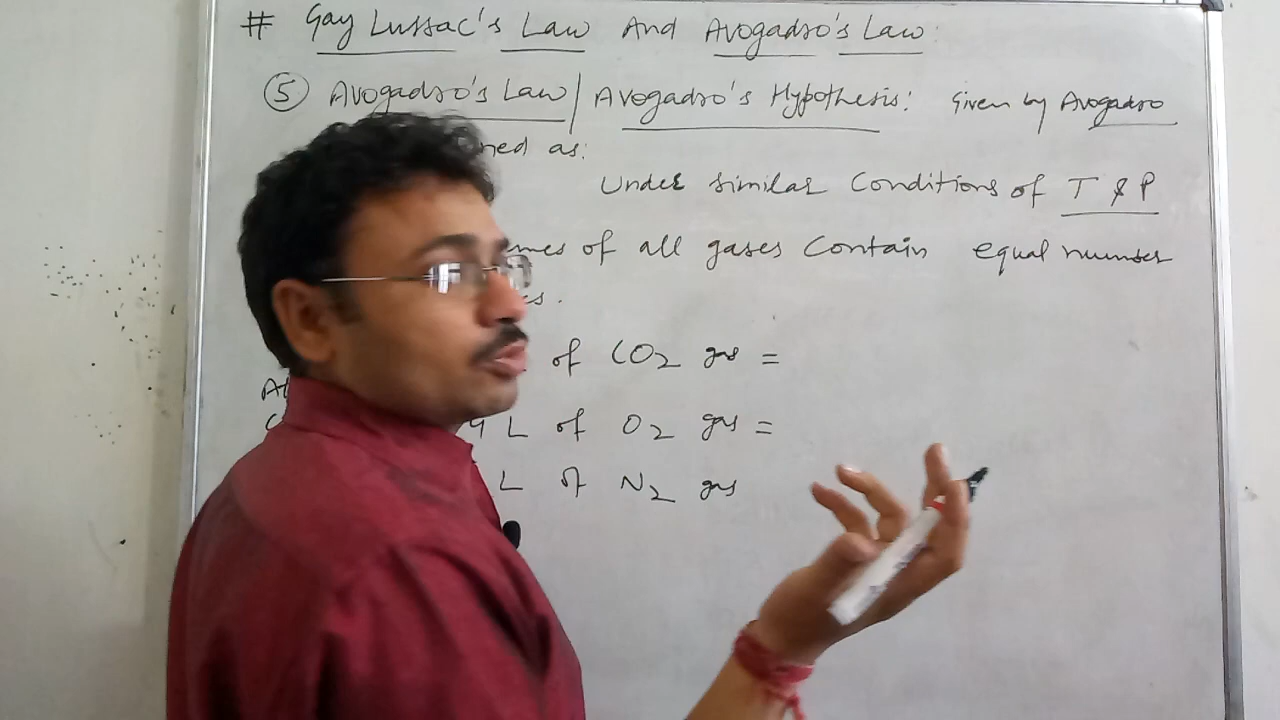 # Gay Lussac's Law And Avogadro's Law:
⑤ Avogadro's Law/Avogadro's Hypothesis: Given by Avogadro
ned as:
Under similar Conditions of T & P
mes of all gases Contain equal number
s.
of CO2 gas =
At
L of O2 gas =
L of N2 gas